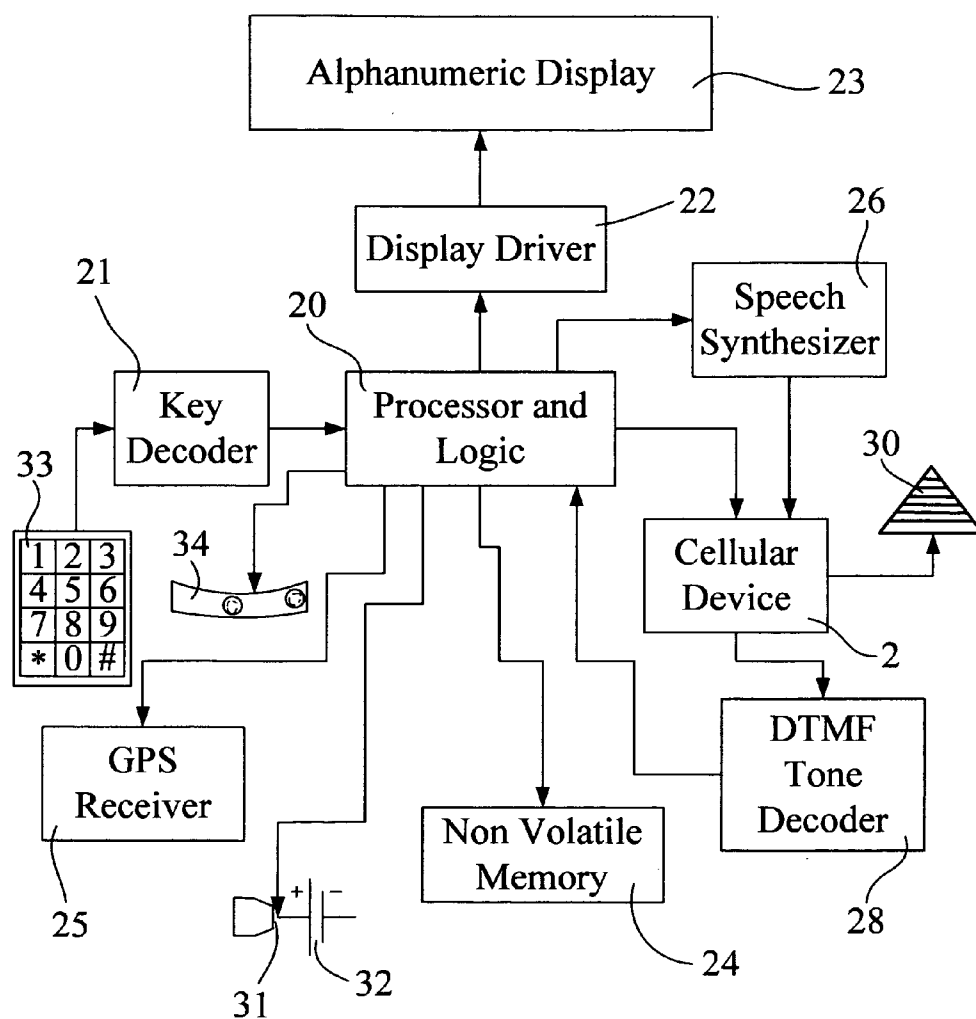 Alphanumeric Display
23
22
Display Driver
26
Speech
Synthesizer
21
20
Key
Decoder
Processor and
Logic
30
33
1 2 3
4 5 6
7 8 9
* 0 #
34
Cellular
Device
2
GPS
Receiver
DTMF
Tone
Decoder
Non Volatile
Memory
+ −
25
31
32
24
28